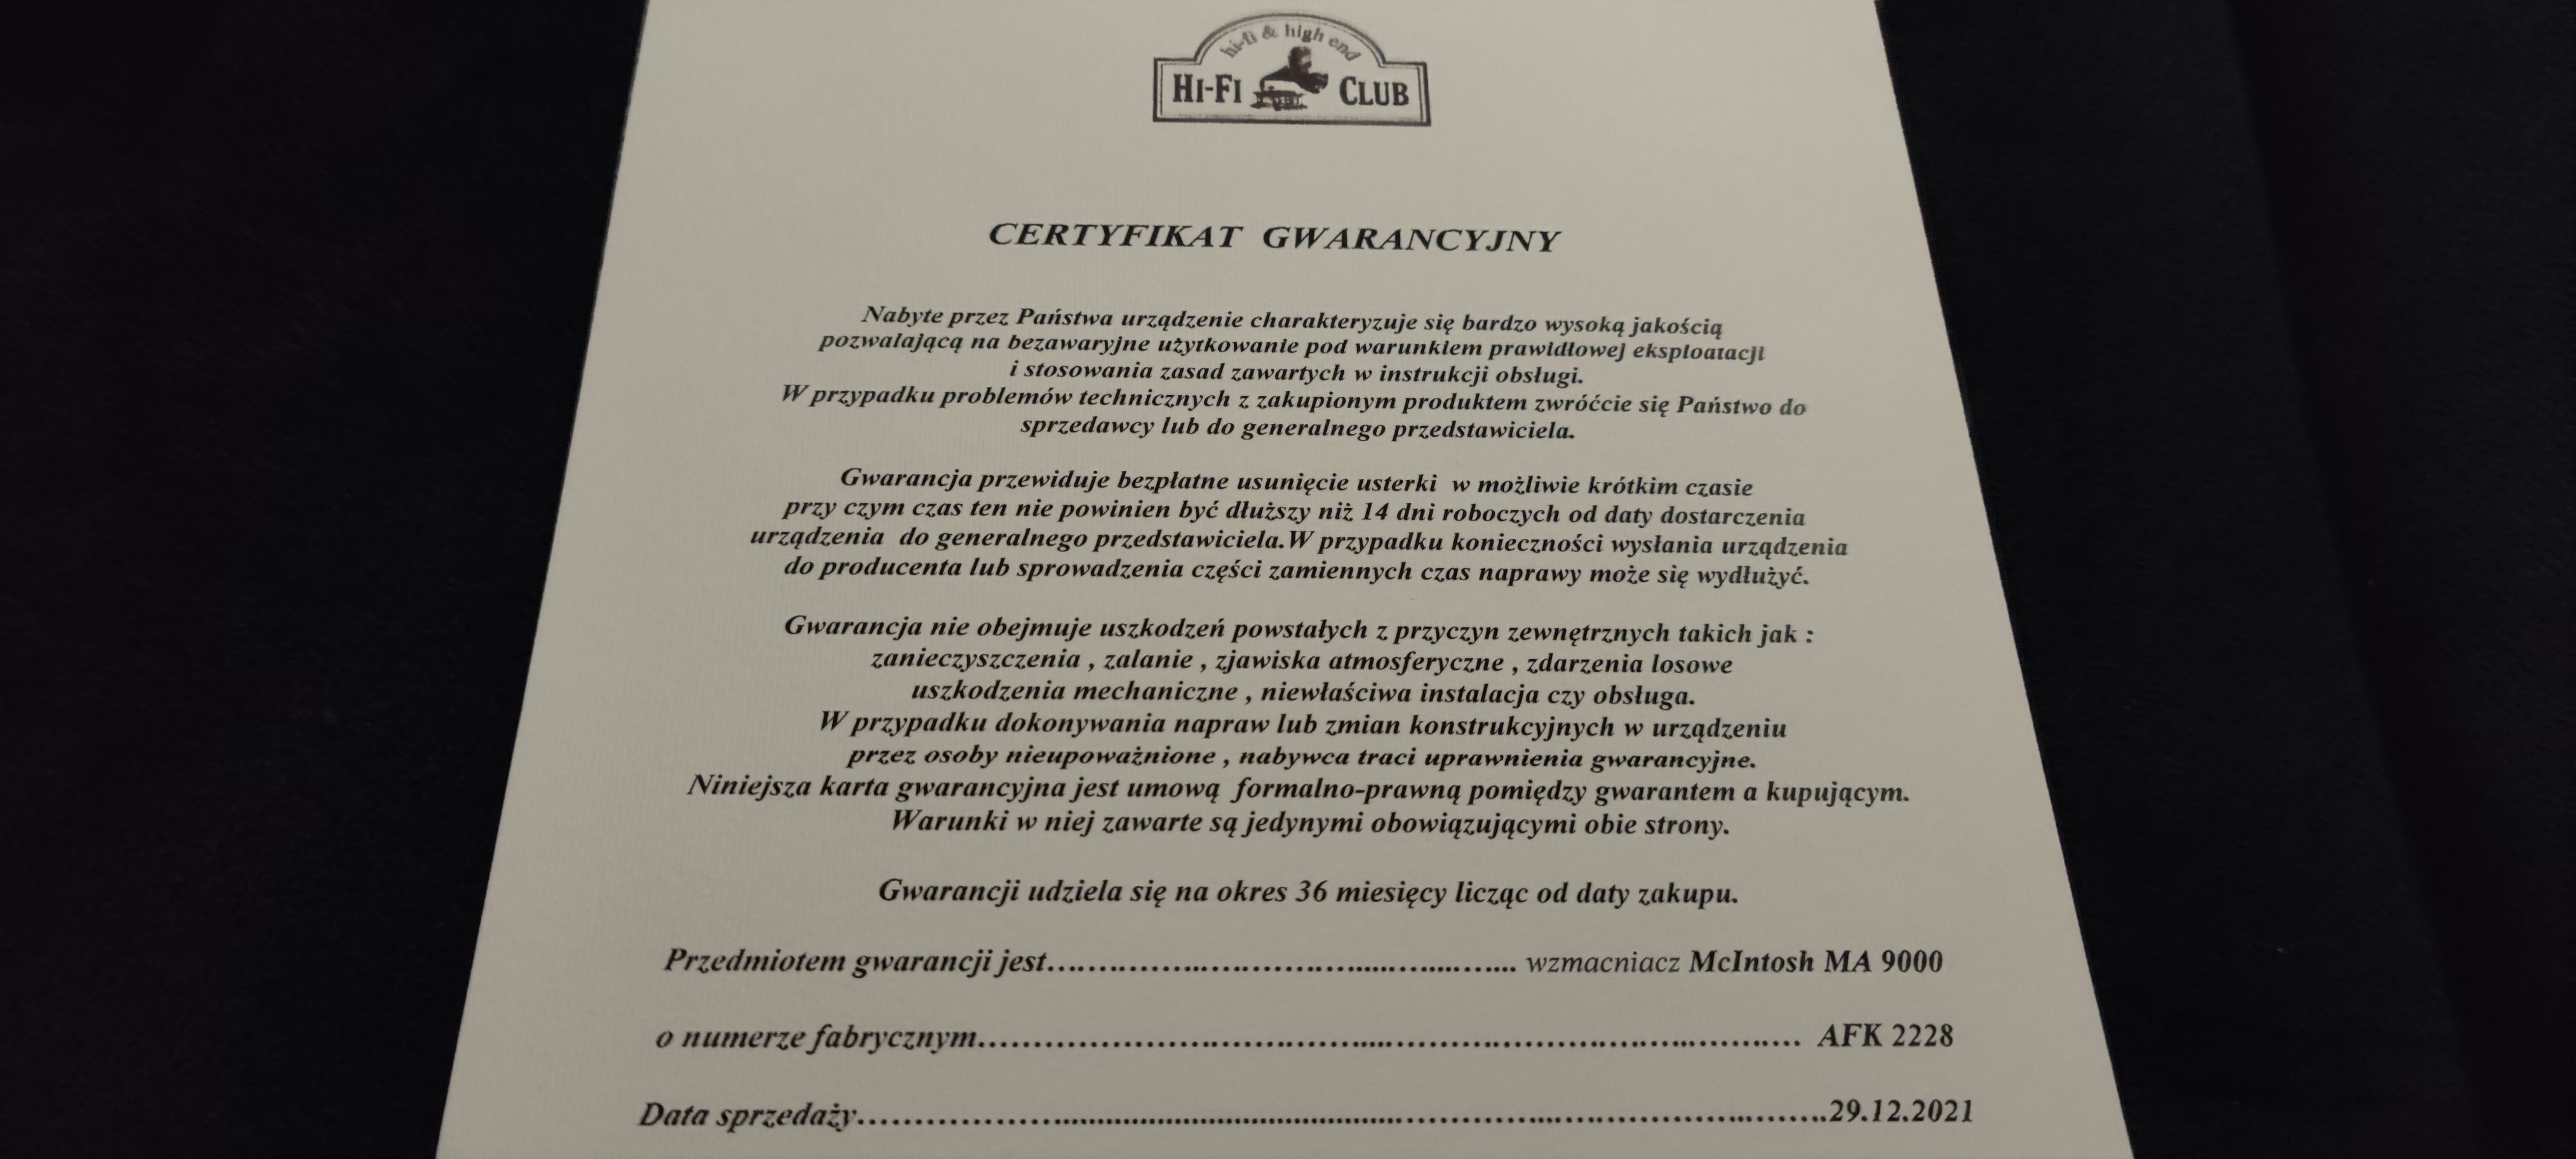 hi-fi & high end
HI-FI CLUB
CERTYFIKAT GWARANCYJNY
Nabyte przez Państwa urządzenie charakteryzuje się bardzo wysoką jakością
pozwalającą na bezawaryjne użytkowanie pod warunkiem prawidłowej eksploatacji
i stosowania zasad zawartych w instrukcji obsługi.
W przypadku problemów technicznych z zakupionym produktem zwróćcie się Państwo do
sprzedawcy lub do generalnego przedstawiciela.
Gwarancja przewiduje bezpłatne usunięcie usterki w możliwie krótkim czasie
przy czym czas ten nie powinien być dłuższy niż 14 dni roboczych od daty dostarczenia
urządzenia do generalnego przedstawiciela.W przypadku konieczności wysłania urządzenia
do producenta lub sprowadzenia części zamiennych czas naprawy może się wydłużyć.
Gwarancja nie obejmuje uszkodzeń powstałych z przyczyn zewnętrznych takich jak :
zanieczyszczenia , zalanie , zjawiska atmosferyczne , zdarzenia losowe
uszkodzenia mechaniczne , niewłaściwa instalacja czy obsługa.
W przypadku dokonywania napraw lub zmian konstrukcyjnych w urządzeniu
przez osoby nieupoważnione , nabywca traci uprawnienia gwarancyjne.
Niniejsza karta gwarancyjna jest umową formalno-prawną pomiędzy gwarantem a kupującym.
Warunki w niej zawarte są jedynymi obowiązującymi obie strony.
Gwarancji udziela się na okres 36 miesięcy licząc od daty zakupu.
Przedmiotem gwarancji jest.......................................... wzmacniacz McIntosh MA 9000
o numerze fabrycznym.......................................................................... AFK 2228
Data sprzedaży.......................................................................................29.12.2021